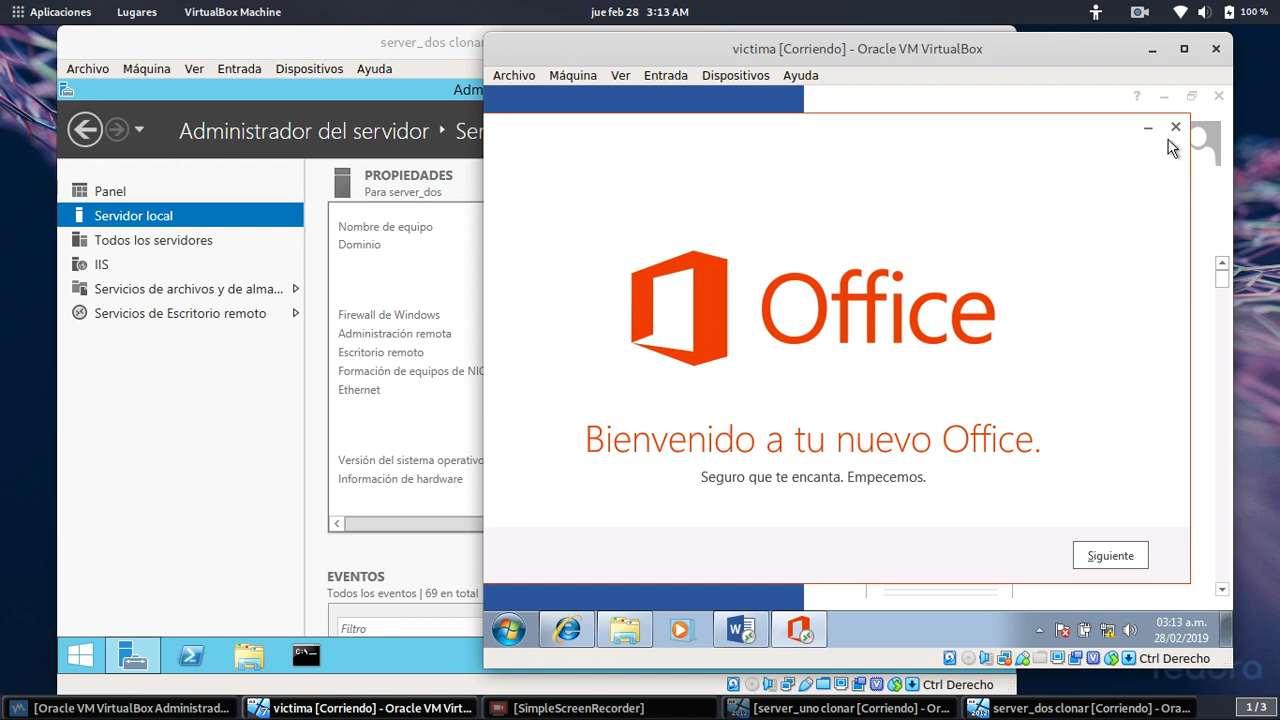 Aplicaciones Lugares VirtualBox Machine jue feb 28 3:13 AM 100 %
server_dos clonar
Archivo Máquina Ver Entrada Dispositivos Ayuda
Adm
Administrador del servidor
Panel
Servidor local
Todos los servidores
IIS
Servicios de archivos y de alma...
Servicios de Escritorio remoto
PROPIEDADES
Para server_dos
Nombre de equipo
Dominio
Firewall de Windows
Administración remota
Escritorio remoto
Formación de equipos de NIC
Ethernet
Versión del sistema operativo
Información de hardware
EVENTOS
Todos los eventos | 69 en total
Filtro
Ctrl Derecho
victima [Corriendo] - Oracle VM VirtualBox
Archivo Máquina Ver Entrada Dispositivos Ayuda
Office
Bienvenido a tu nuevo Office.
Seguro que te encanta. Empecemos.
Siguiente
03:13 a.m.
28/02/2019
Ctrl Derecho
[Oracle VM VirtualBox Administrad... victima [Corriendo] - Oracle VM Virt... [SimpleScreenRecorder] [server_uno clonar [Corriendo] - Or... server_dos clonar [Corriendo] - Ora... 1/3